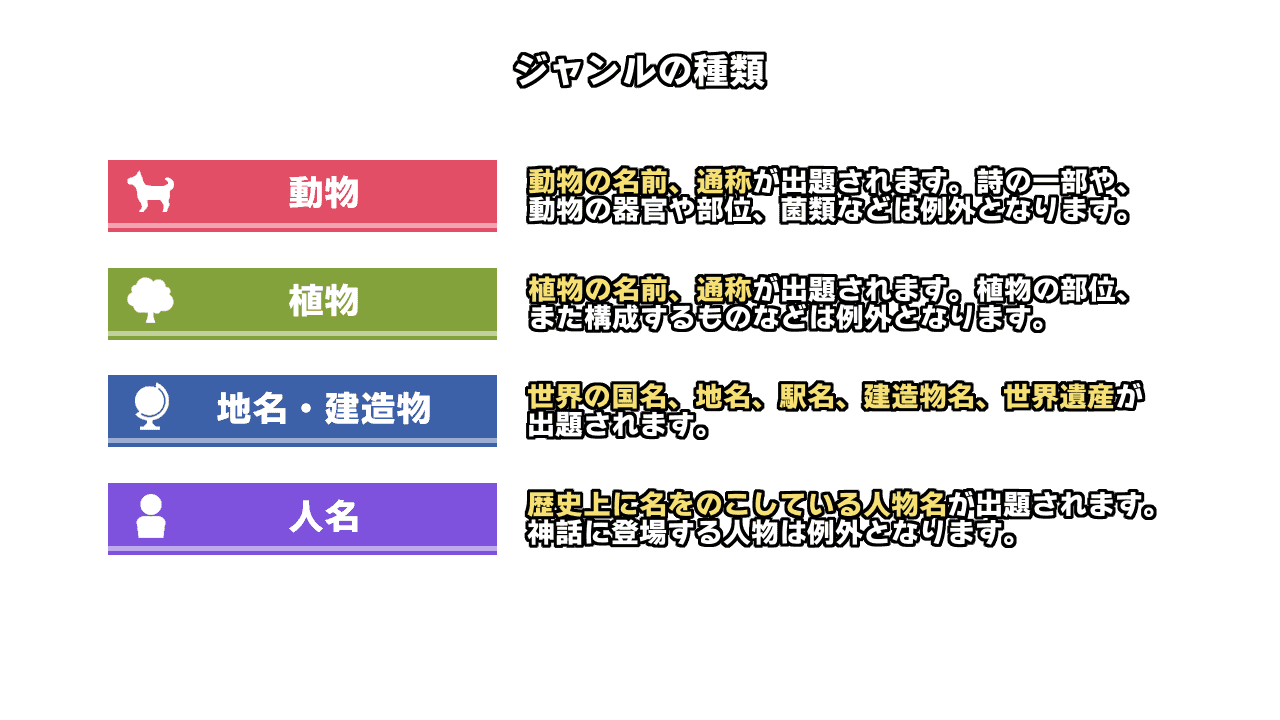 ジャンルの種類
動物
動物の名前、通称が出題されます。詩の一部や、
動物の器官や部位、菌類などは例外となります。
植物
植物の名前、通称が出題されます。植物の部位、
また構成するものなどは例外となります。
地名・建造物
世界の国名、地名、駅名、建造物名、世界遺産が
出題されます。
人名
歴史上に名をのこしている人物名が出題されます。
神話に登場する人物は例外となります。